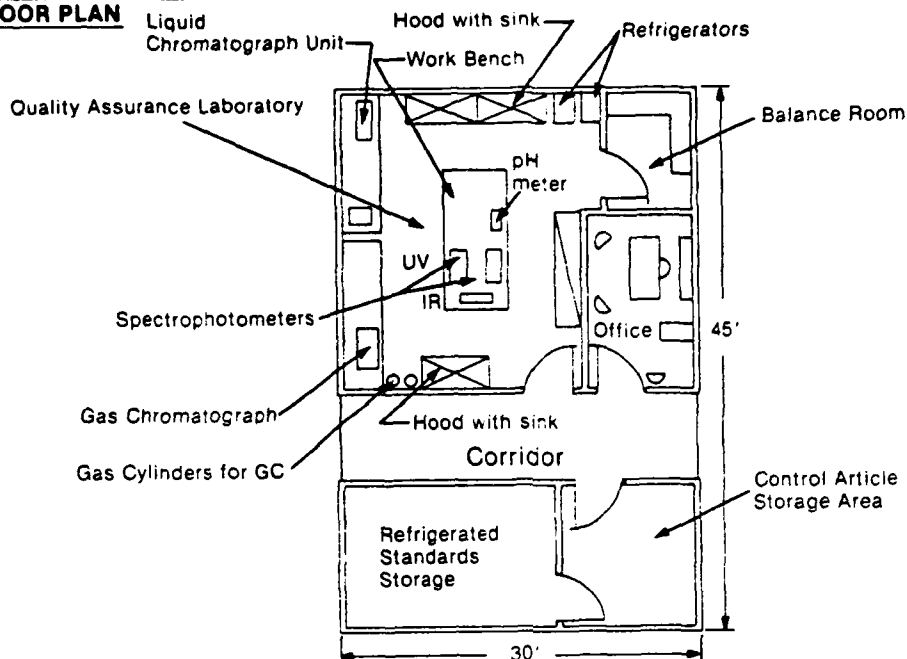 OOR PLAN
Liquid
Chromatograph Unit
Hood with sink
Refrigerators
Work Bench
Quality Assurance Laboratory
Balance Room
pH
meter
UV
IR
Spectrophotometers
Office
45'
Gas Chromatograph
Hood with sink
Gas Cylinders for GC
Corridor
Control Article
Storage Area
Refrigerated
Standards
Storage
30'